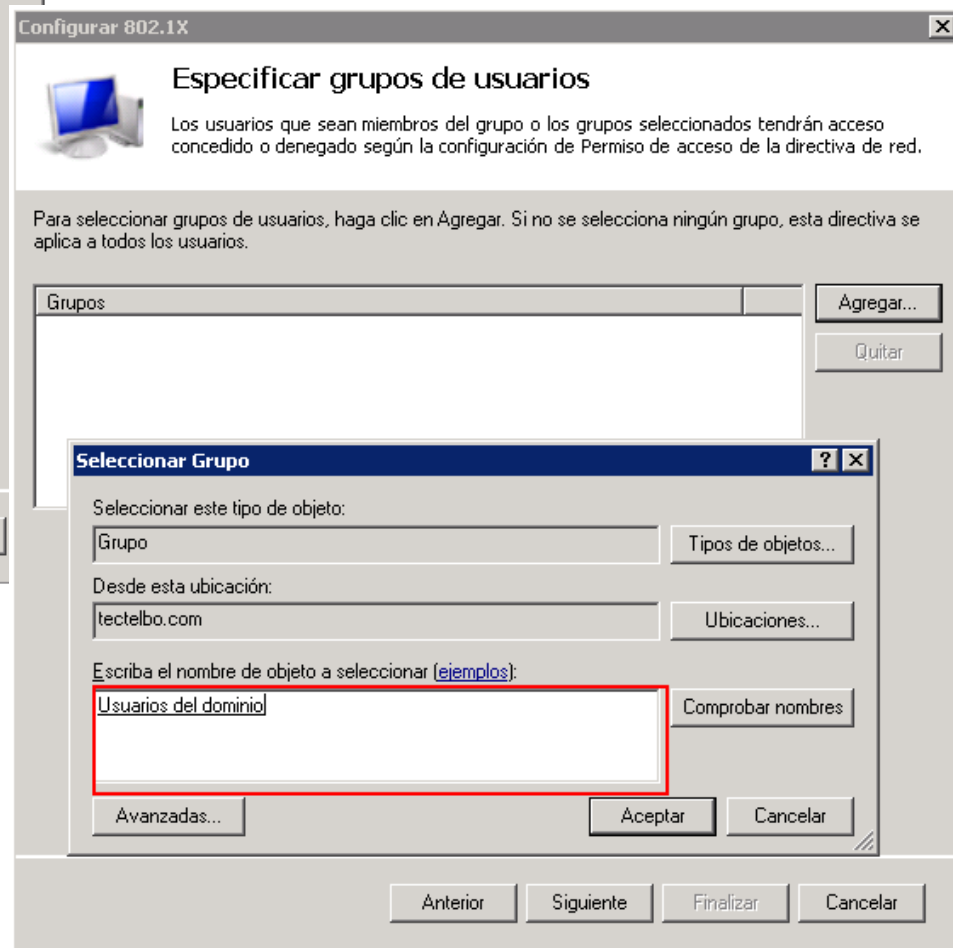 Configurar 802.1X
Especificar grupos de usuarios
Los usuarios que sean miembros del grupo o los grupos seleccionados tendrán acceso
concedido o denegado según la configuración de Permiso de acceso de la directiva de red.
Para seleccionar grupos de usuarios, haga clic en Agregar. Si no se selecciona ningún grupo, esta directiva se
aplica a todos los usuarios.
Grupos
Agregar...
Quitar
Seleccionar Grupo
Seleccionar este tipo de objeto:
Grupo
Tipos de objetos...
Desde esta ubicación:
tectelbo.com
Ubicaciones...
Escriba el nombre de objeto a seleccionar (ejemplos):
Usuarios del dominio
Comprobar nombres
Avanzadas...
Aceptar
Cancelar
Anterior
Siguiente
Finalizar
Cancelar